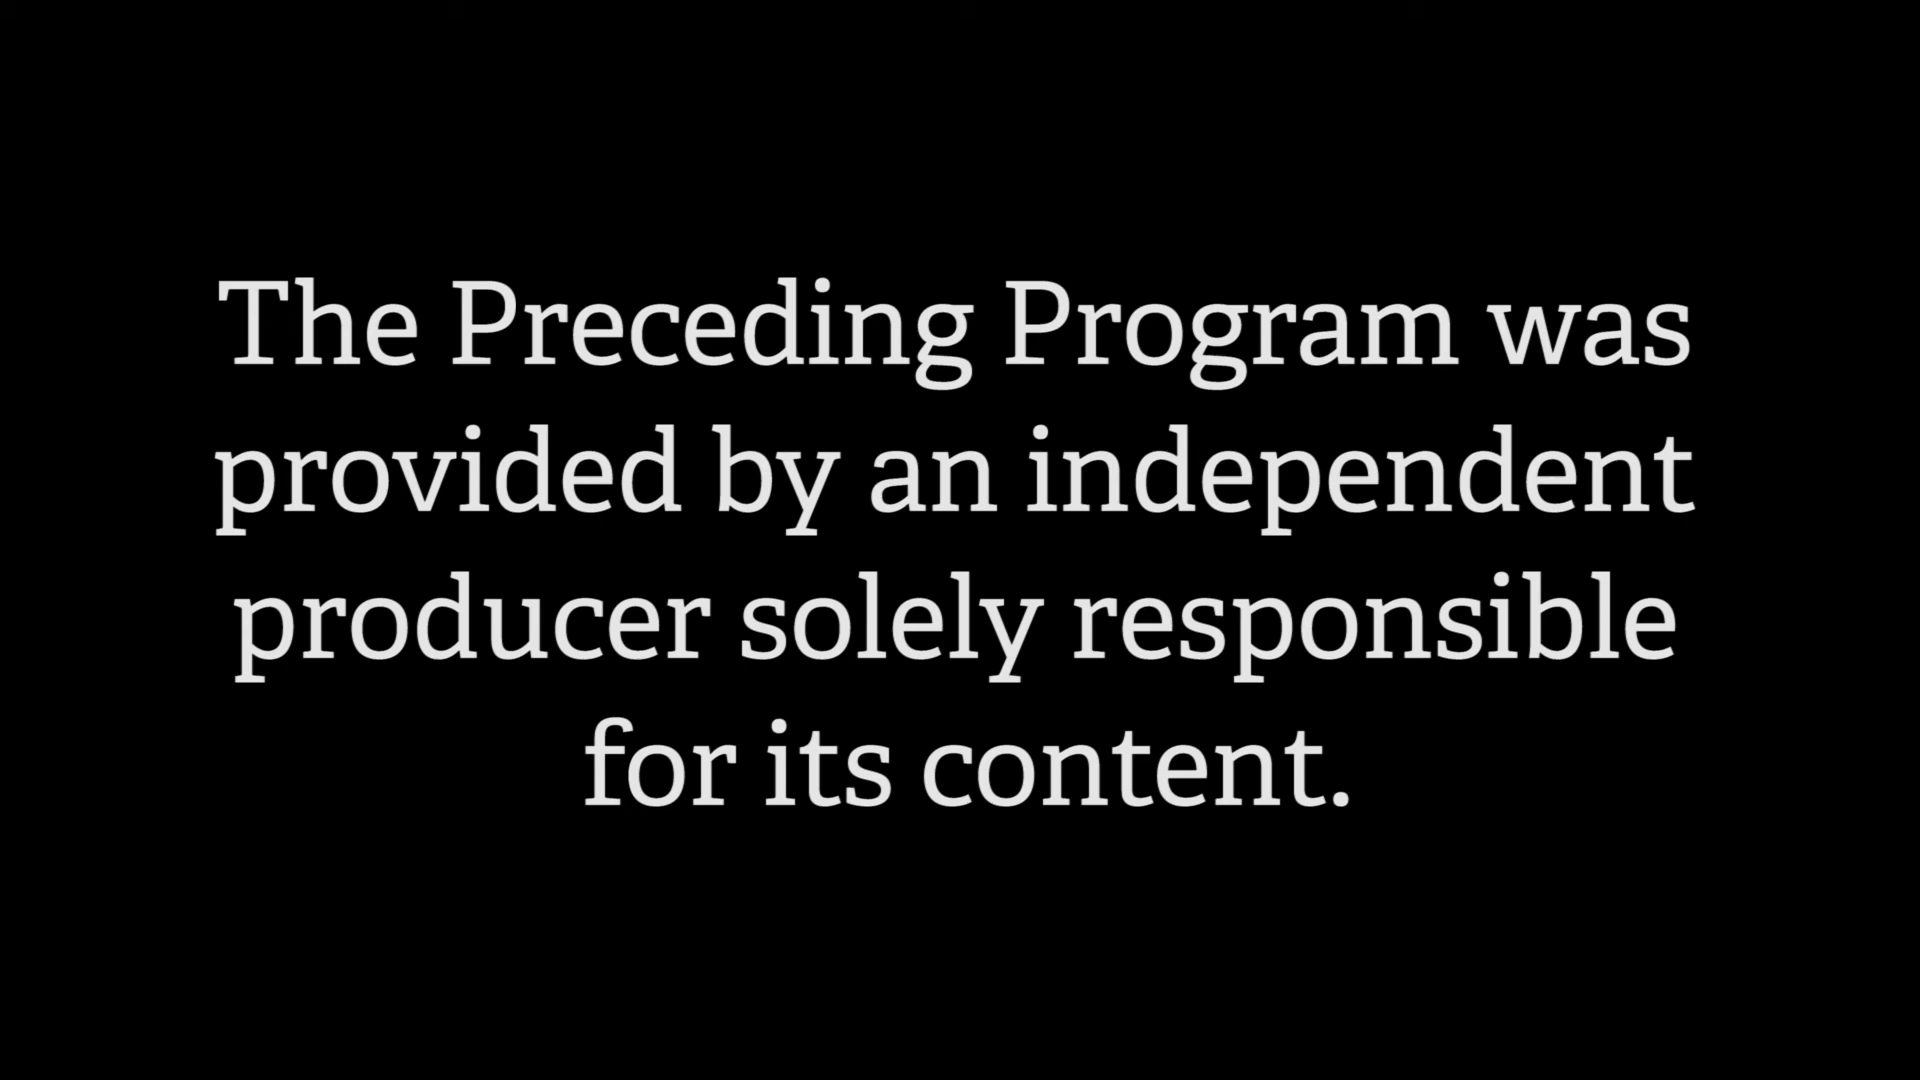 The Preceding Program was
provided by an independent
producer solely responsible
for its content.